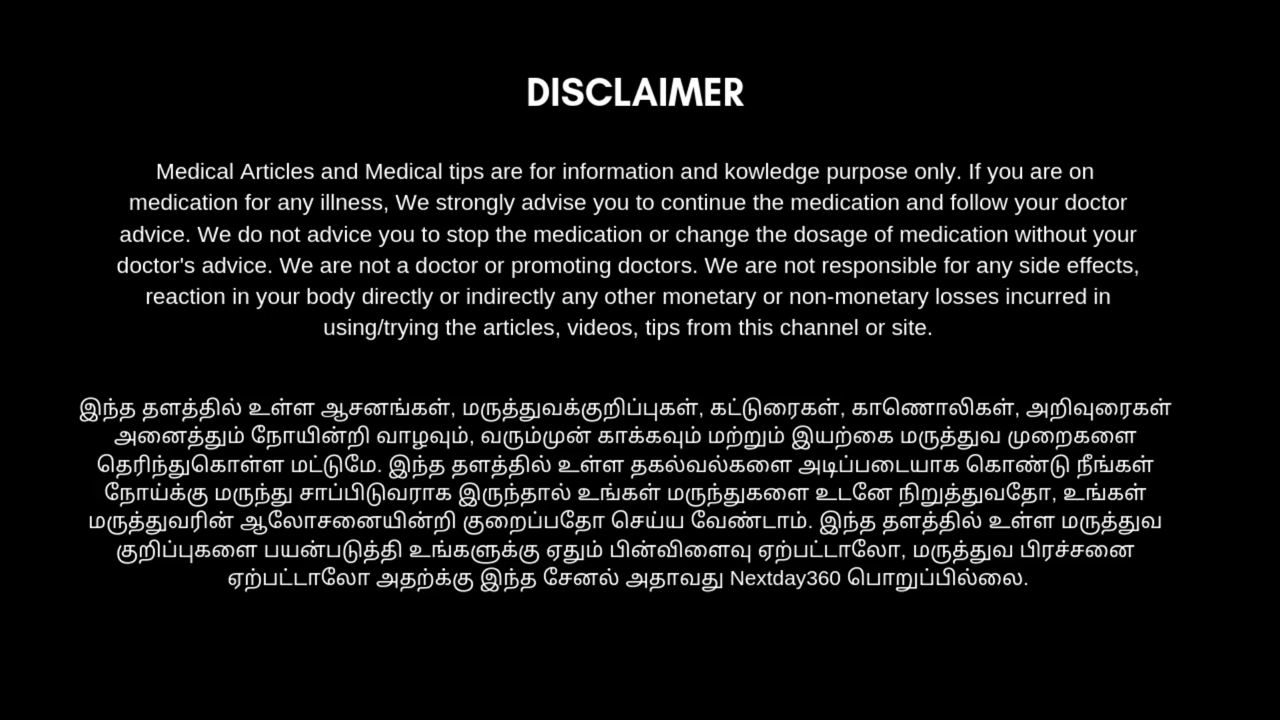 DISCLAIMER
Medical Articles and Medical tips are for information and kowledge purpose only. If you are on
medication for any illness, We strongly advise you to continue the medication and follow your doctor
advice. We do not advice you to stop the medication or change the dosage of medication without your
doctor's advice. We are not a doctor or promoting doctors. We are not responsible for any side effects,
reaction in your body directly or indirectly any other monetary or non-monetary losses incurred in
using/trying the articles, videos, tips from this channel or site.
இந்த தளத்தில் உள்ள ஆசனங்கள், மருத்துவக்குறிப்புகள், கட்டுரைகள், காணொலிகள், அறிவுரைகள்
அனைத்தும் நோயின்றி வாழவும், வரும்முன் காக்கவும் மற்றும் இயற்கை மருத்துவ முறைகளை
தெரிந்துகொள்ள மட்டுமே. இந்த தளத்தில் உள்ள தகல்வல்களை அடிப்படையாக கொண்டு நீங்கள்
நோய்க்கு மருந்து சாப்பிடுவராக இருந்தால் உங்கள் மருந்துகளை உடனே நிறுத்துவதோ, உங்கள்
மருத்துவரின் ஆலோசனையின்றி குறைப்பதோ செய்ய வேண்டாம். இந்த தளத்தில் உள்ள மருத்துவ
குறிப்புகளை பயன்படுத்தி உங்களுக்கு ஏதும் பின்விளைவு ஏற்பட்டாலோ, மருத்துவ பிரச்சனை
ஏற்பட்டாலோ அதற்க்கு இந்த சேனல் அதாவது Nextday360 பொறுப்பில்லை.